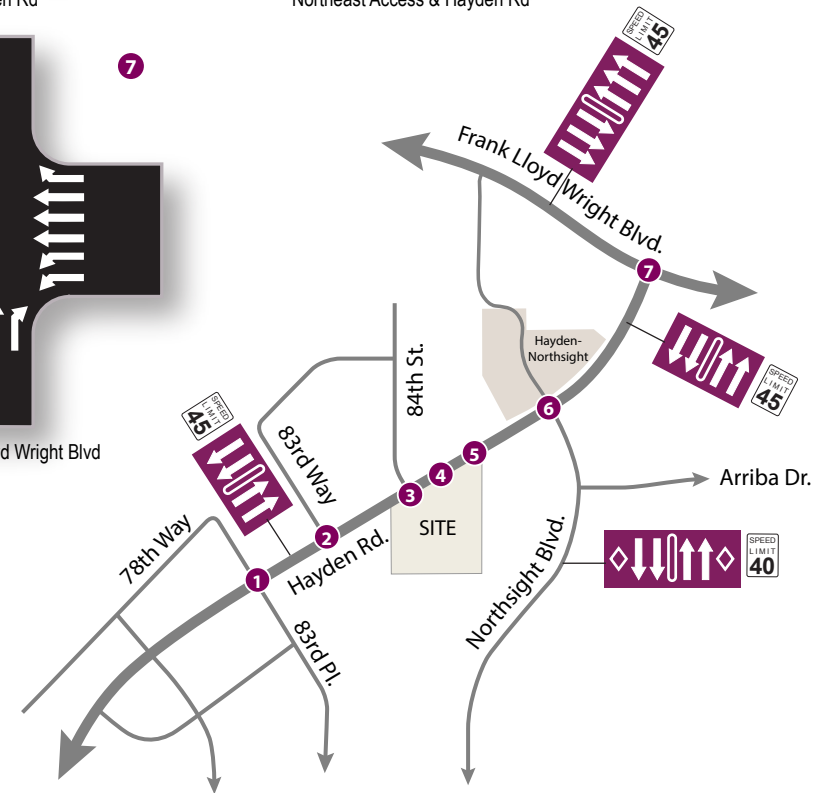 en Rd
Northeast Access & Hayden Rd
7
d Wright Blvd
SPEED
LIMIT
45
Frank Lloyd Wright Blvd.
7
Hayden-
Northsight
SPEED
LIMIT
45
84th St.
6
SPEED
LIMIT
45
83rd Way
5
4
3
Arriba Dr.
SITE
2
Hayden Rd.
78th Way
1
Northsight Blvd.
SPEED
LIMIT
40
83rd Pl.